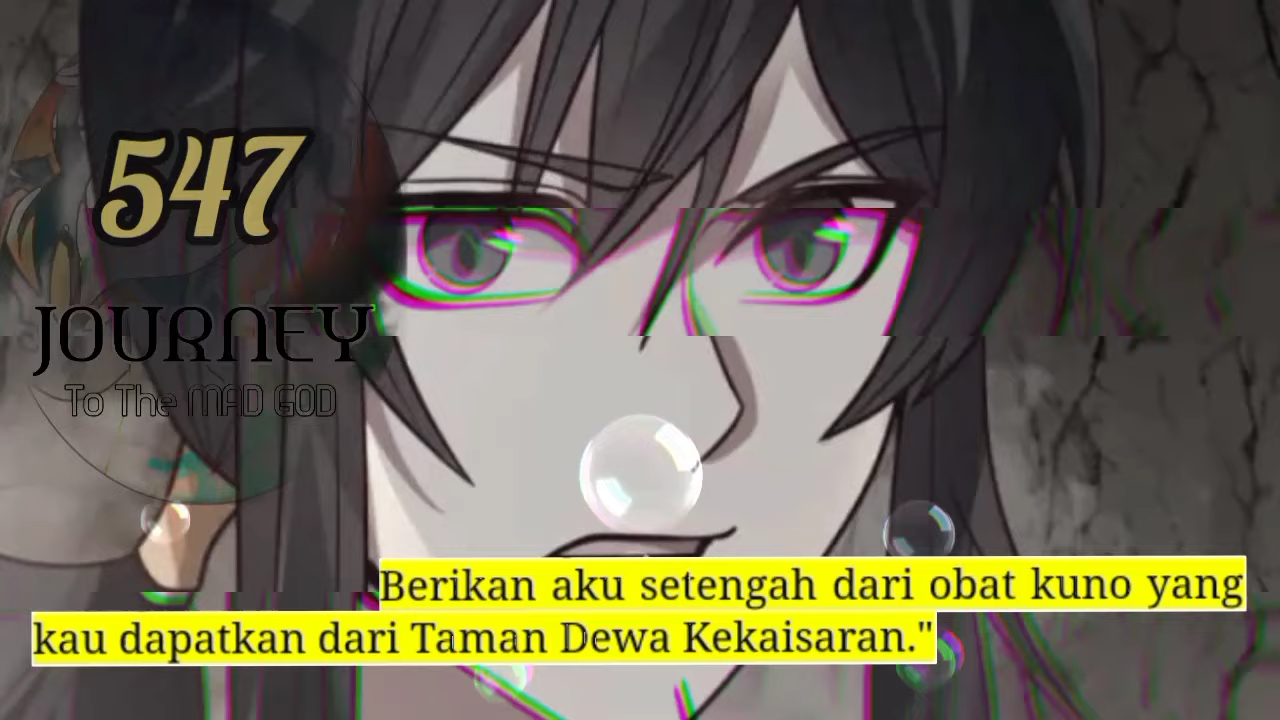 547
JOURNEY
To The MAD GOD
Berikan aku setengah dari obat kuno yang
kau dapatkan dari Taman Dewa Kekaisaran."